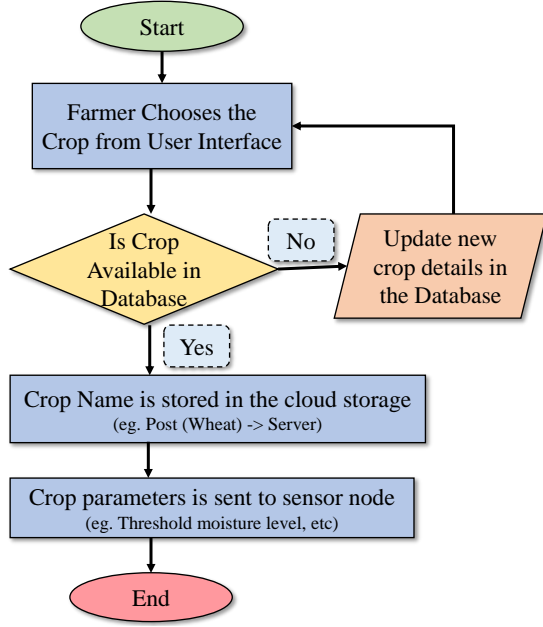 Start
Farmer Chooses the
Crop from User Interface
Is Crop
Available in
Database
No
Update new
crop details in
the Database
Yes
Crop Name is stored in the cloud storage
(eg. Post (Wheat) -> Server)
Crop parameters is sent to sensor node
(eg. Threshold moisture level, etc)
End